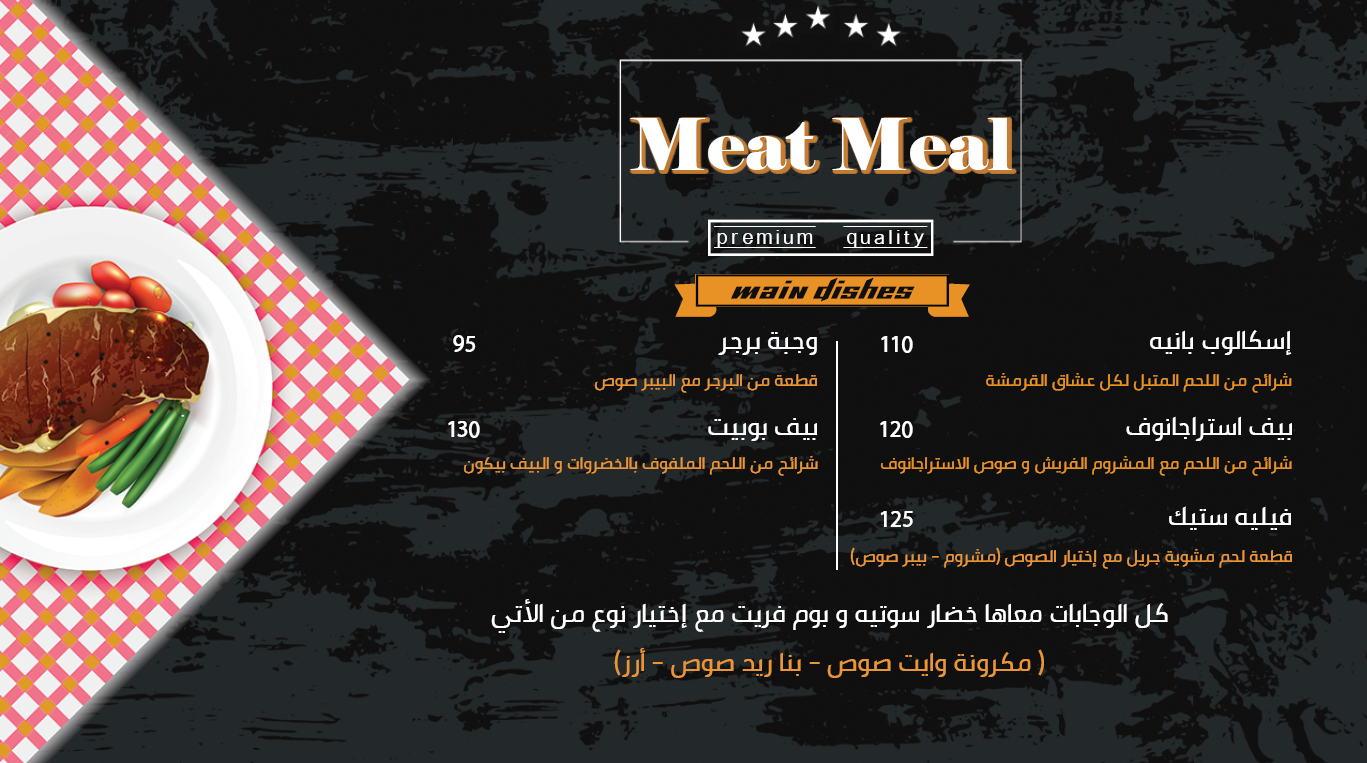 Meat Meal
premium quality
main dishes
إسكالوب بانيه 110
شرائح من اللحم المتبل لكل عشاق القرمشة
بيف استراجانوف 120
شرائح من اللحم مع المشروم الفريش و صوص الاستراجانوف
فيليه ستيك 125
قطعة لحم مشوية جريل مع إختيار الصوص (مشروم - بيبر صوص)
وجبة برجر 95
قطعة من البرجر مع البيبر صوص
بيف بوبيت 130
شرائح من اللحم الملفوف بالخضروات و البيف بيكون
كل الوجابات معاها خضار سوتيه و بوم فريت مع إختيار نوع من الأتي
( مكرونة وايت صوص - بنا ريد صوص - أرز)